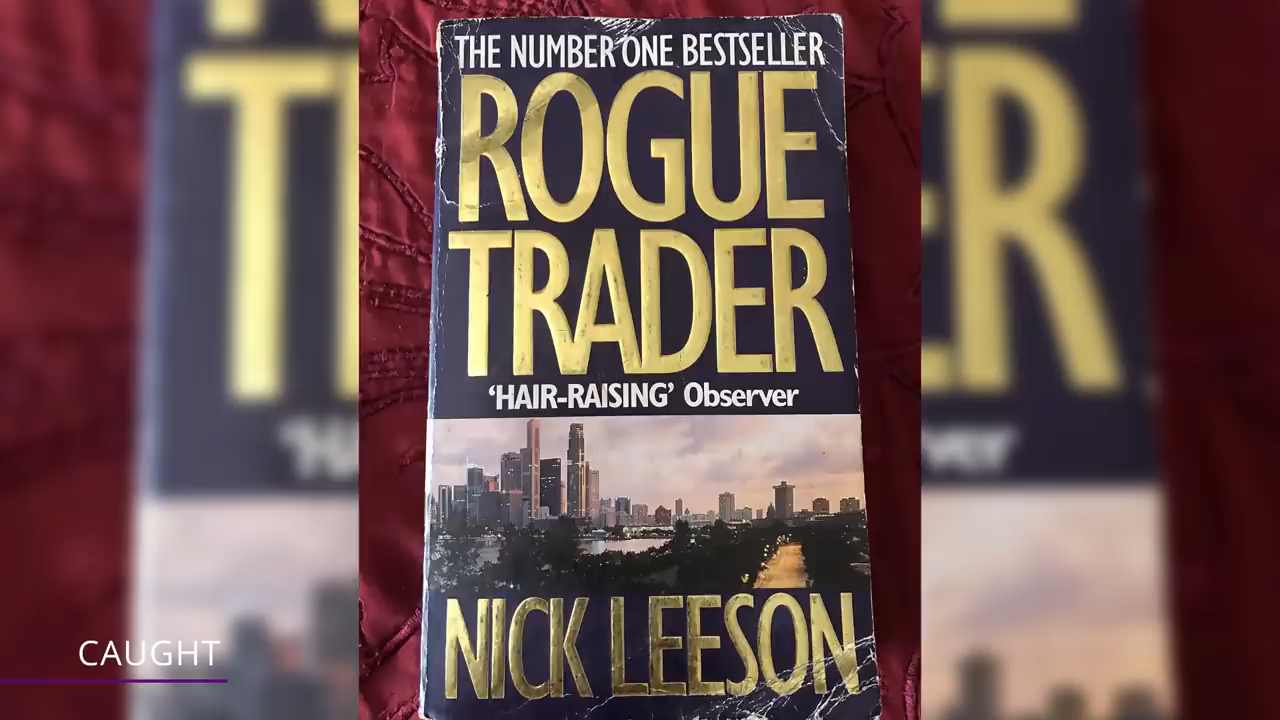 THE NUMBER ONE BESTSELLER
ROGUE
TRADER
‘HAIR-RAISING’ Observer
NICK LEESON
CAUGHT